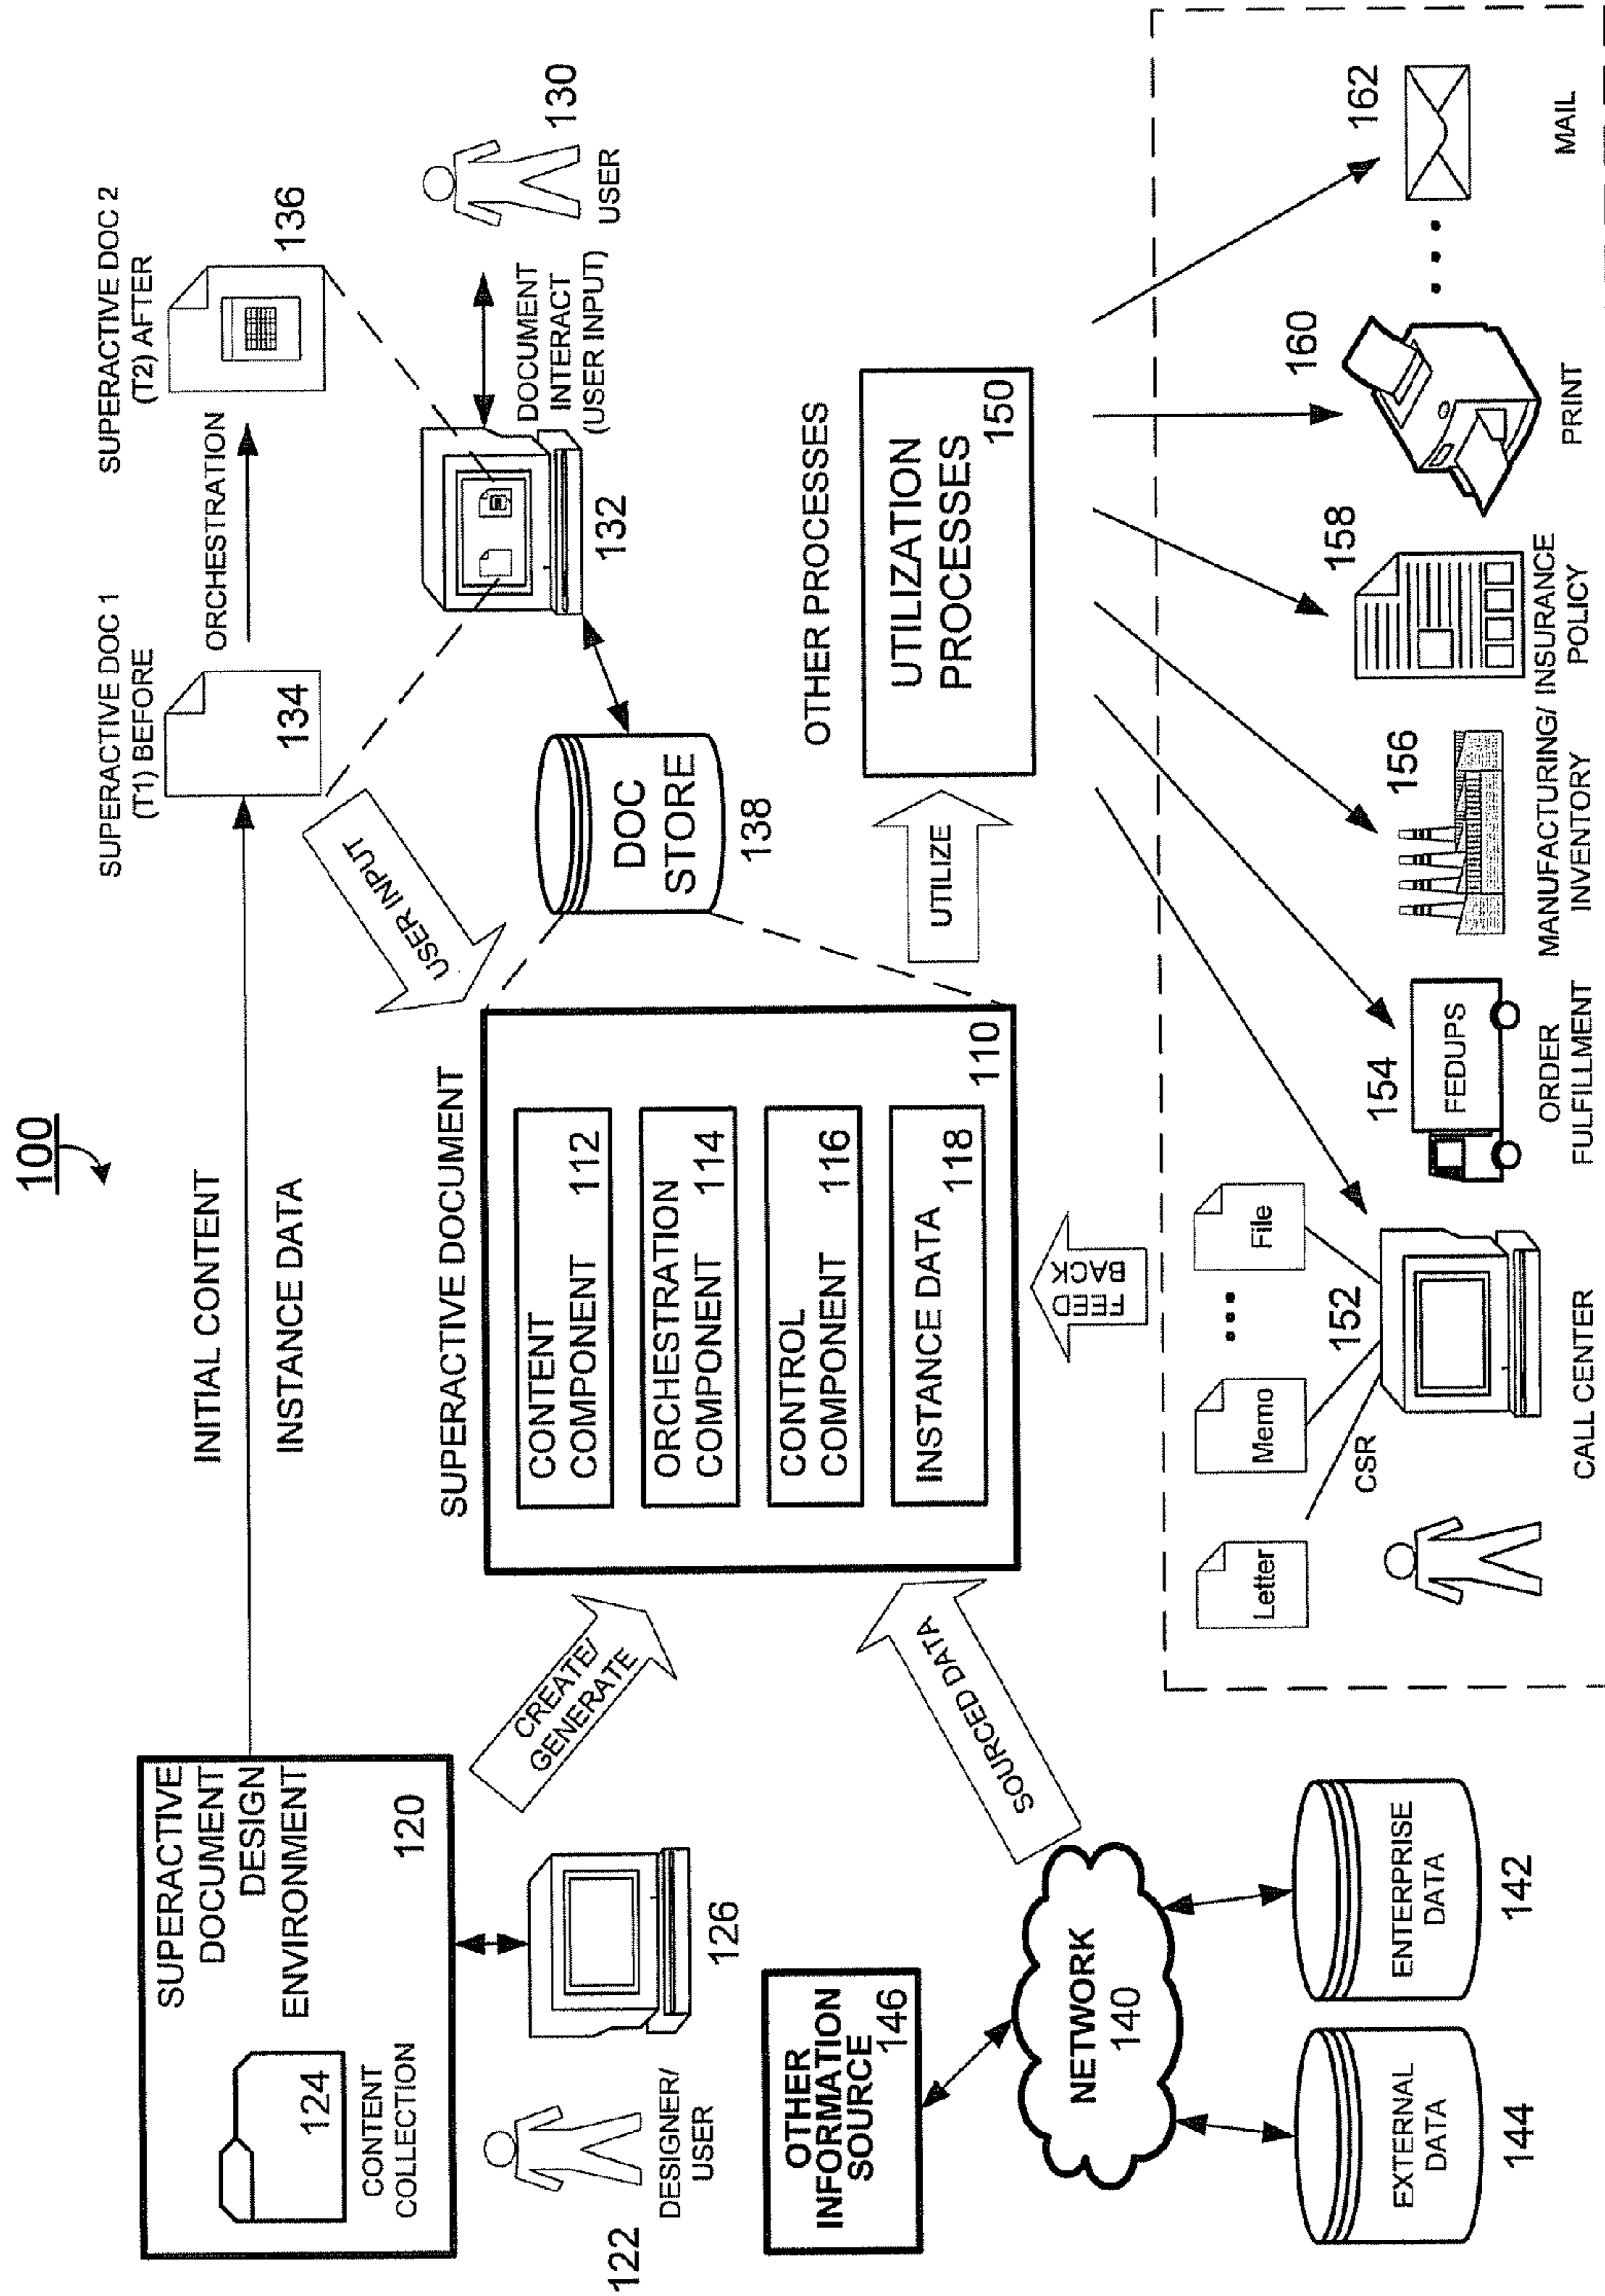 100
SUPERACTIVE
DOCUMENT
DESIGN
ENVIRONMENT
120
124
CONTENT
COLLECTION
122
DESIGNER/
USER
126
INITIAL CONTENT
INSTANCE DATA
SUPERACTIVE DOC 1
(T1) BEFORE
134
ORCHESTRATION
SUPERACTIVE DOC 2
(T2) AFTER
136
130
USER
DOCUMENT
INTERACT
(USER INPUT)
132
USER INPUT
DOC
STORE
138
CREATE/
GENERATE
SUPERACTIVE DOCUMENT
CONTENT
COMPONENT 112
ORCHESTRATION
COMPONENT 114
CONTROL
COMPONENT 116
INSTANCE DATA 118
110
OTHER
INFORMATION
SOURCE
146
NETWORK
140
SOURCED DATA
EXTERNAL
DATA
144
ENTERPRISE
DATA
142
UTILIZE
OTHER PROCESSES
UTILIZATION
PROCESSES
150
FEED
BACK
Letter
Memo
...
File
CSR
152
CALL CENTER
154
FEDUPS
ORDER
FULFILLMENT
156
MANUFACTURING/
INVENTORY
158
INSURANCE
POLICY
160
PRINT
...
162
MAIL